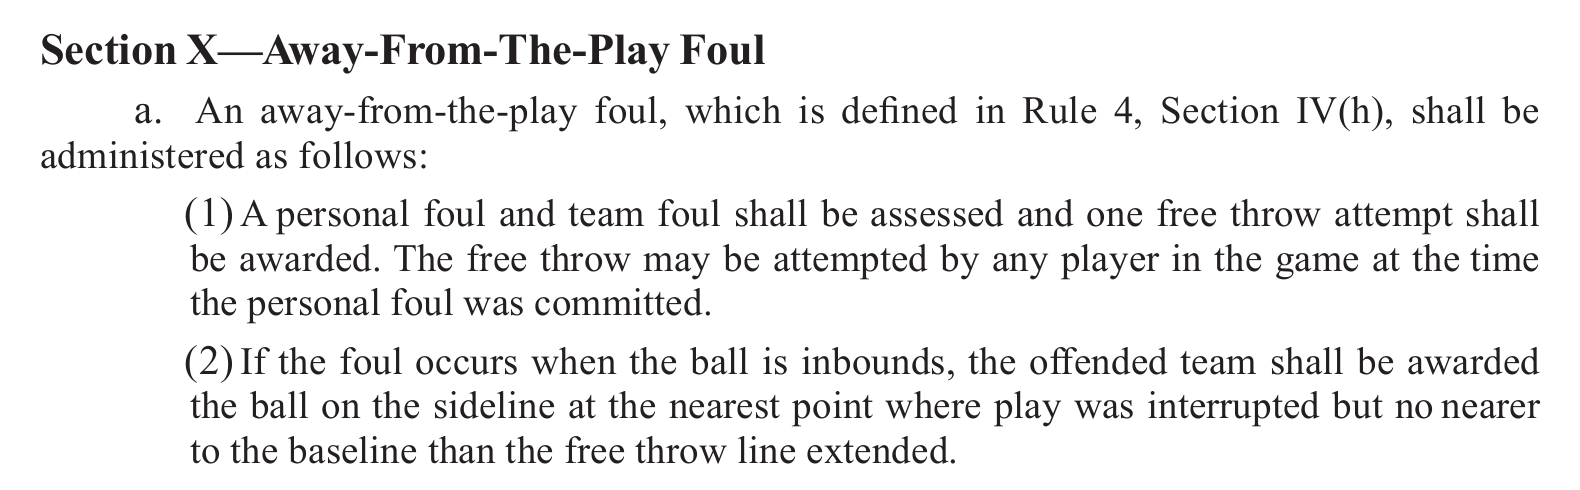 Section X—Away-From-The-Play Foul
a. An away-from-the-play foul, which is defined in Rule 4, Section IV(h), shall be
administered as follows:
(1) A personal foul and team foul shall be assessed and one free throw attempt shall
be awarded. The free throw may be attempted by any player in the game at the time
the personal foul was committed.
(2) If the foul occurs when the ball is inbounds, the offended team shall be awarded
the ball on the sideline at the nearest point where play was interrupted but no nearer
to the baseline than the free throw line extended.